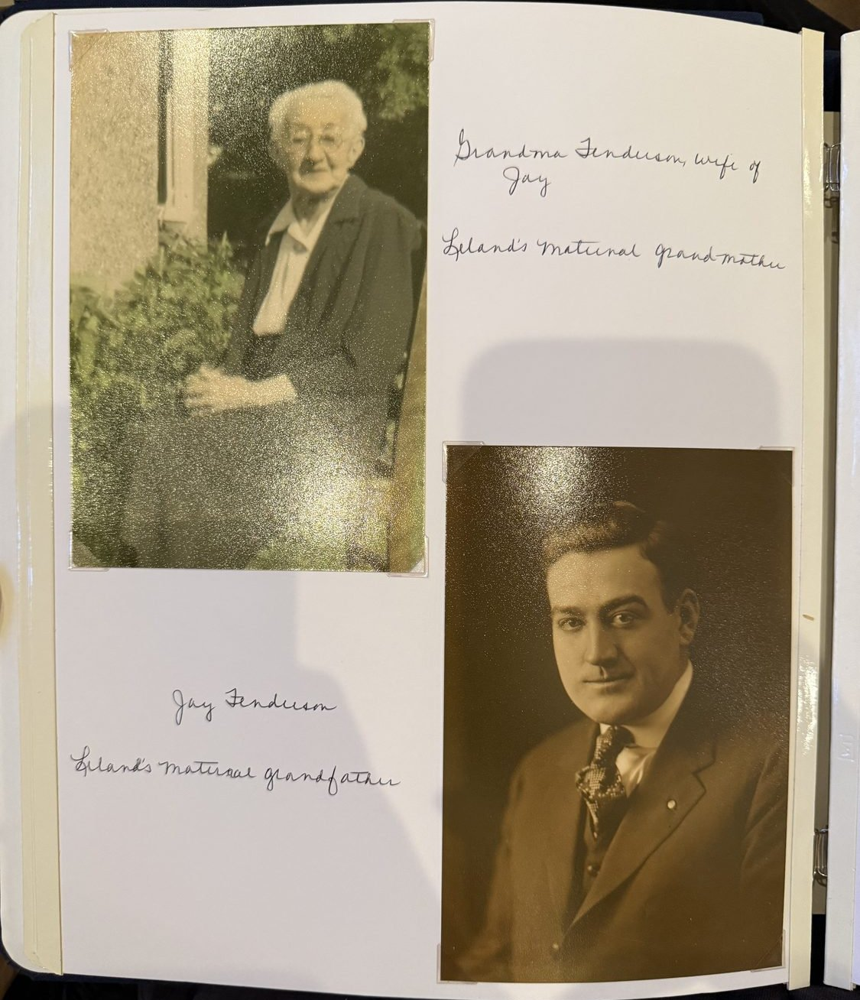 Grandma Fenderson, wife of
Jay
Leland's maternal grandmother
Jay Fenderson
Leland's maternal grandfather